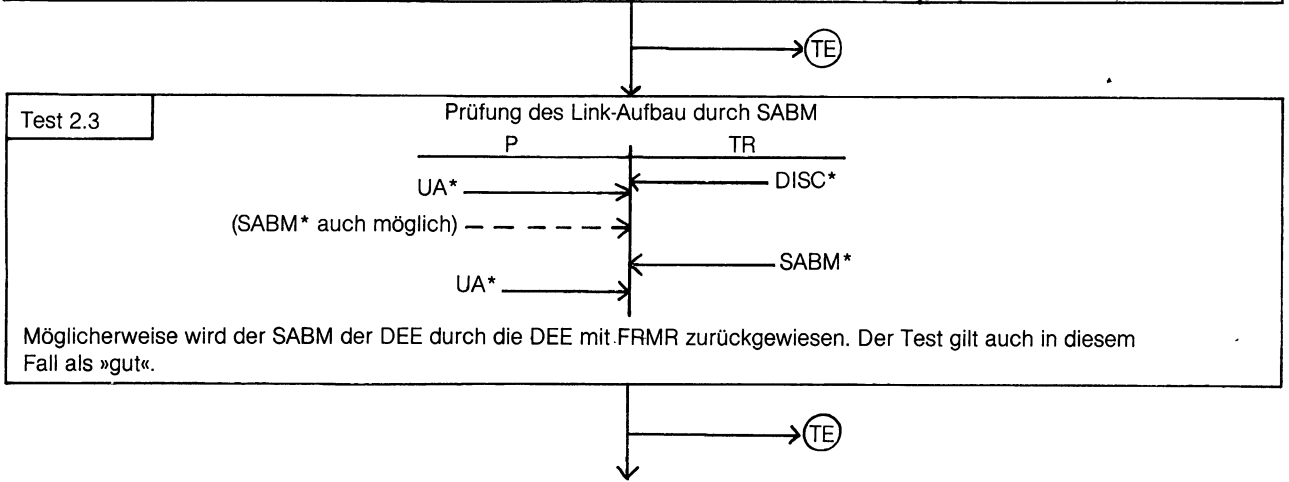 TE
Test 2.3
Prüfung des Link-Aufbau durch SABM
P TR
DISC*
UA*
(SABM* auch möglich)
SABM*
UA*
Möglicherweise wird der SABM der DEE durch die DEE mit FRMR zurückgewiesen. Der Test gilt auch in diesem
Fall als »gut«.
TE